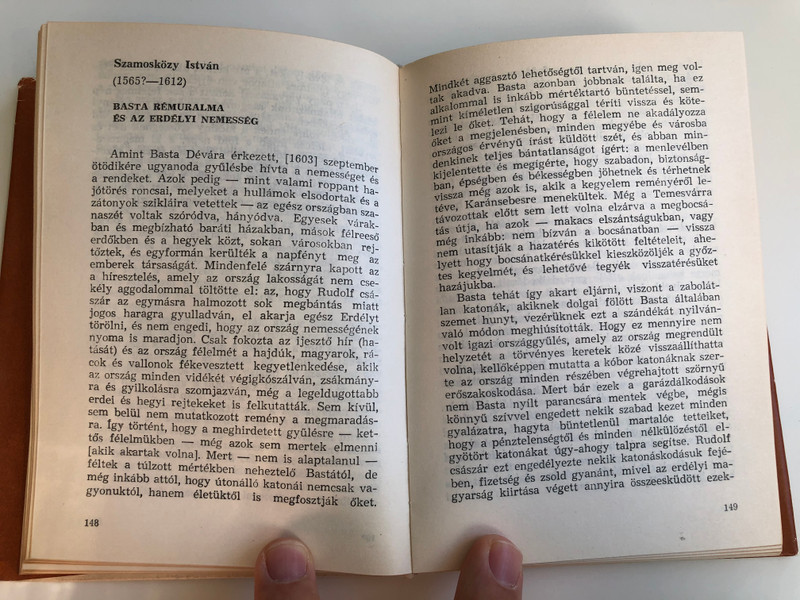 Szamosközy István
(1565?—1612)
BASTA RÉMURALMA
ÉS AZ ERDÉLYI NEMESSÉG
Amint Basta Dévára érkezett, [1603] szeptember
ötödikére ugyanoda gyűlésbe hívta a nemességet és
a rendeket. Azok pedig — mint valami roppant ha-
jótörés roncsai, melyeket a hullámok elsodortak és a
zátonyok szikláira vetettek — az egész országban sza-
naszét voltak szóródva, hányódva. Egyesek várak-
ban és megbízható baráti házakban, mások félreeső
erdőkben és a hegyek közt, sokan városokban rej-
tőztek, és egyformán kerülték a napfényt meg az
emberek társaságát. Mindenfelé szárnyra kapott az
a híresztelés, amely az ország lakosságát nem cse-
kély aggodalommal töltötte el: az, hogy Rudolf csá-
szár az egymásra halmozott sok megbántás miatt
jogos haragra gyulladván, el akarja egész Erdélyt
törölni, és nem engedi, hogy az ország nemességének
nyoma is maradjon. Csak fokozta az ijesztő hír (ha-
tását) és az ország félelmét a hajdúk, magyarok, rá-
cok és vallonok fékevesztett kegyetlenkedése, akik
az ország minden vidékét végigkószálván, zsákmány-
ra és gyilkolásra szomjazván, még a legeldugottabb
erdei és hegyi rejtekeket is felkutatták. Sem kívül,
sem belül nem mutatkozott remény a megmaradás-
ra. Így történt, hogy a meghirdetett gyűlésre — ket-
tős félelmükben — még azok sem mertek elmenni
[akik akartak volna]. Mert — nem is alaptalanul —
féltek a túlzott mértékben neheztelő Bastától, de
még inkább attól, hogy útonálló katonái nemcsak va-
gyonuktól, hanem életüktől is megfosztják őket.
148
Mindkét aggasztó lehetőségtől tartván, igen meg vol-
tak akadva. Basta azonban jobbnak találta, ha ez
alkalommal is inkább mértéktartó büntetéssel, sem-
mint kíméletlen szigorúsággal téríti vissza és köte-
lezi le őket. Tehát, hogy a félelem ne akadályozza
őket a megjelenésben, minden megyébe és városba
országos érvényű írást küldött szét, és abban min-
denkinek teljes bántatlanságot ígért: a menlevélben
kijelentette és megígérte, hogy szabadon, biztonság-
ban, épségben és békességben jöhetnek és térhetnek
vissza még azok is, akik a kegyelem reményéről le-
téve, Karánsebesre menekültek. Még a Temesvárra
távozottak előtt sem lett volna elzárva a megbocsá-
tás útja, ha azok — makacs elszántságukban, vagy
még inkább: nem bízván a bocsánatban — vissza
nem utasítják a hazatérés kikötött feltételeit, ahe-
lyett hogy bocsánatkérésükkel kieszközöljék a győz-
tes kegyelmét, és lehetővé tegyék visszatérésüket
hazájukba.
Basta tehát így akart eljárni, viszont a zabolát-
lan katonák, akiknek dolgai fölött Basta általában
szemet hunyt, vezérüknek ezt a szándékát nyilván-
való módon meghiúsították. Hogy ez mennyire nem
volt igazi országgyűlés, amely az ország megrendült
helyzetét a törvényes keretek közé visszaállíthatta
volna, kellőképpen mutatta a kóbor katonáknak szer-
te az ország minden részében végrehajtott szörnyű
erőszakoskodása. Mert bár ezek a garázdálkodások
nem Basta nyílt parancsára mentek végbe, mégis
könnyű szívvel engedett nekik szabad kezet minden
gyalázatra, hagyta büntetlenül martalóc tetteiket,
hogy a pénztelenségtől és minden nélkülözéstől el-
gyötört katonákat úgy-ahogy talpra segítse. Rudolf
császár ezt engedélyezte nekik katonáskodásuk fejé-
ben, fizetség és zsold gyanánt, mivel az erdélyi ma-
gyarság kiirtása végett annyira összeesküdött ezek-
149